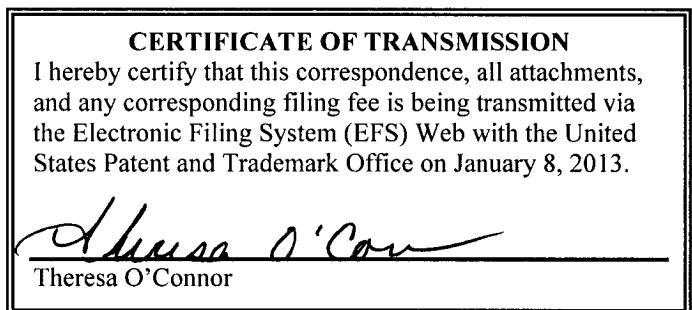 CERTIFICATE OF TRANSMISSION
I hereby certify that this correspondence, all attachments,
and any corresponding filing fee is being transmitted via
the Electronic Filing System (EFS) Web with the United
States Patent and Trademark Office on January 8, 2013.
Theresa O'Con
Theresa O’Connor